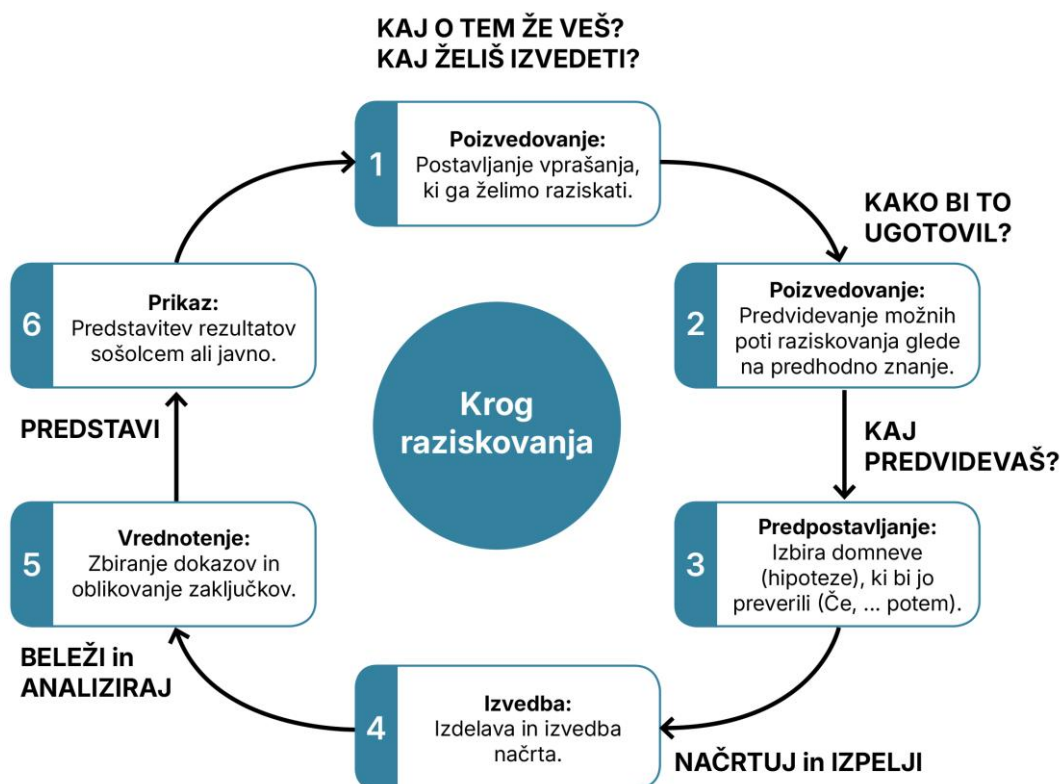 KAJ O TEM ŽE VEŠ?
KAJ ŽELIŠ IZVEDETI?
1
Poizvedovanje:
Postavljanje vprašanja,
ki ga želimo raziskati.
KAKO BI TO
UGOTOVIL?
2
Poizvedovanje:
Predvidevanje možnih
poti raziskovanja glede
na predhodno znanje.
KAJ
PREDVIDEVAŠ?
3
Predpostavljanje:
Izbira domneve
(hipoteze), ki bi jo
preverili (Če, ... potem).
NAČRTUJ in IZPELJI
4
Izvedba:
Izdelava in izvedba
načrta.
BELEŽI in
ANALIZIRAJ
5
Vrednotenje:
Zbiranje dokazov in
oblikovanje zaključkov.
PREDSTAVI
6
Prikaz:
Predstavitev rezultatov
sošolcem ali javno.
Krog
raziskovanja